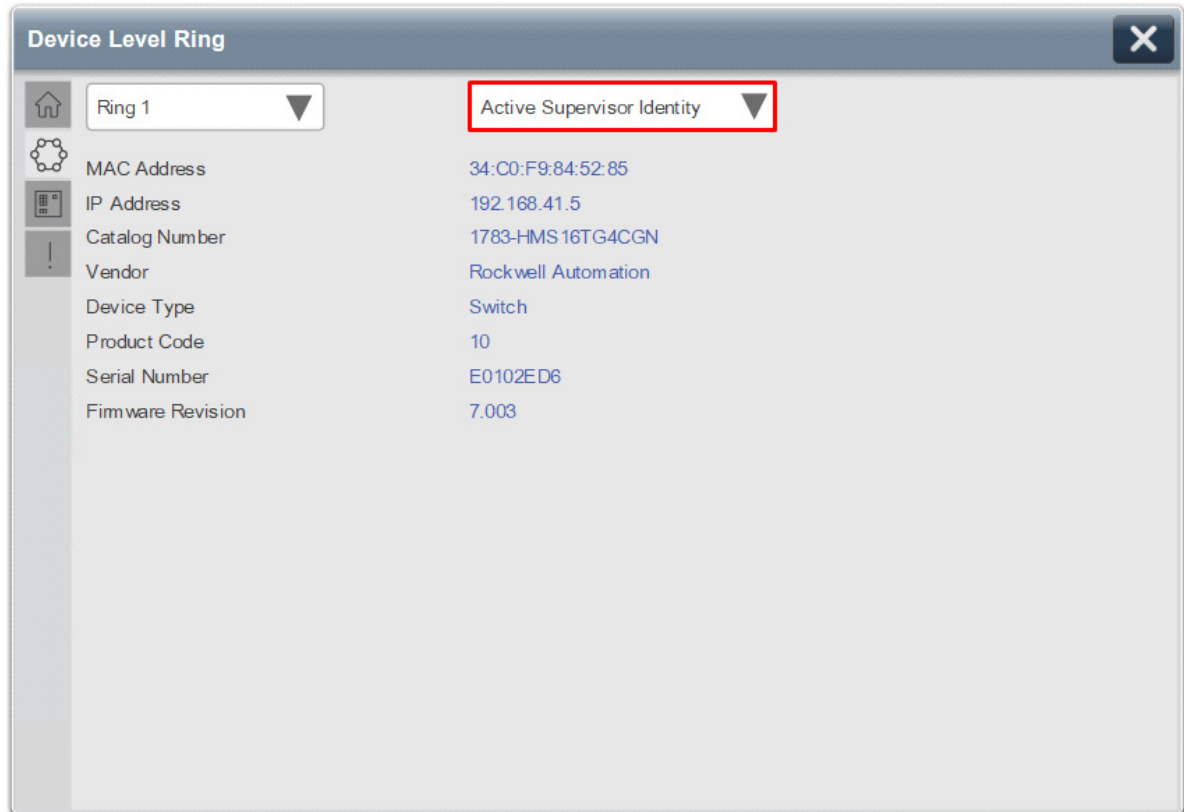 Device Level Ring
Ring 1 Active Supervisor Identity
MAC Address 34:C0:F9:84:52:85
IP Address 192.168.41.5
Catalog Number 1783-HMS16TG4CGN
Vendor Rockwell Automation
Device Type Switch
Product Code 10
Serial Number E0102ED6
Firmware Revision 7.003